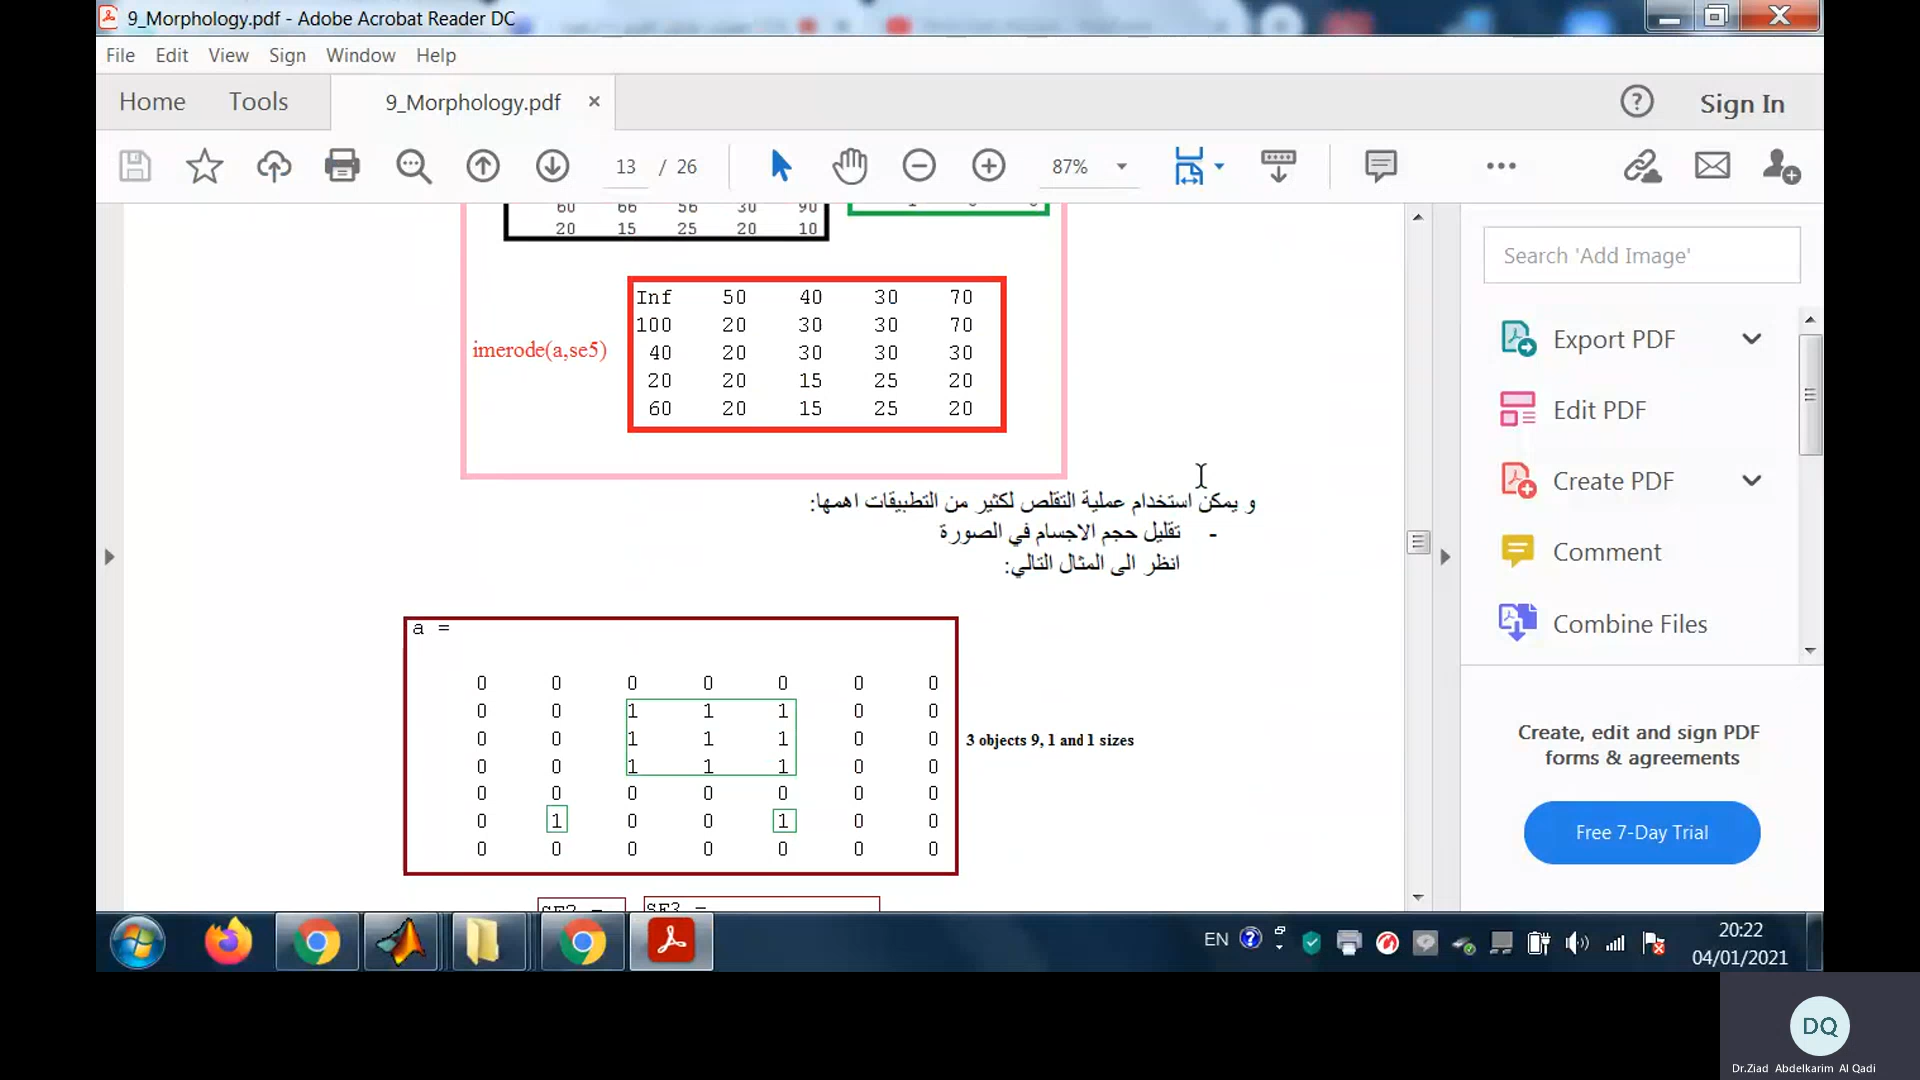 9_Morphology.pdf - Adobe Acrobat Reader DC
File Edit View Sign Window Help
Home Tools 9_Morphology.pdf × ? Sign In
13 / 26 87%
60 66 56 30 90
20 15 25 20 10
Inf 50 40 30 70
100 20 30 30 70
imerode(a,se5)
40 20 30 30 30
20 20 15 25 20
60 20 15 25 20
و يمكن استخدام عملية التقلص لكثير من التطبيقات اهمها:
- تقليل حجم الاجسام في الصورة
انظر الى المثال التالي:
a =
0 0 0 0 0 0 0
0 0 1 1 1 0 0
0 0 1 1 1 0 0
3 objects 9, 1 and 1 sizes
0 0 1 1 1 0 0
0 0 0 0 0 0 0
0 1 0 0 1 0 0
0 0 0 0 0 0 0
SE2 = SE3 =
Search 'Add Image'
Export PDF
Edit PDF
Create PDF
Comment
Combine Files
Create, edit and sign PDF
forms & agreements
Free 7-Day Trial
EN
20:22
04/01/2021
DQ
Dr.Ziad Abdelkarim Al Qadi